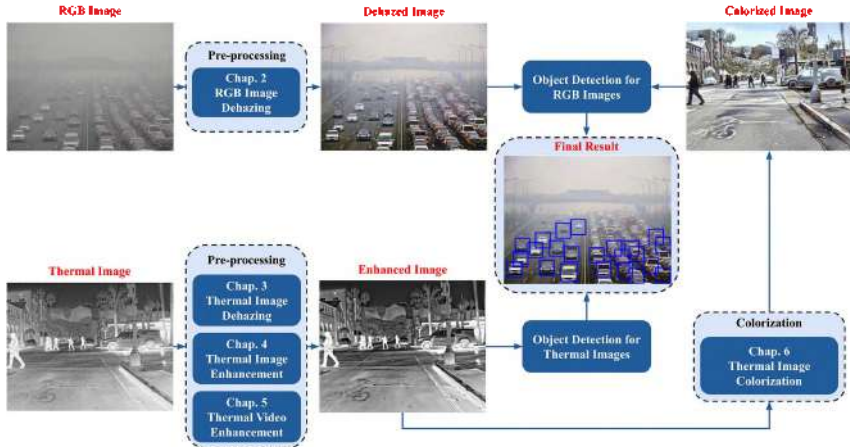 RGB Image
Pre-processing
Chap. 2
RGB Image
Dehazing
Dehazed Image
Object Detection for
RGB Images
Colorized Image
Final Result
Thermal Image
Pre-processing
Chap. 3
Thermal Image
Dehazing
Chap. 4
Thermal Image
Enhancement
Chap. 5
Thermal Video
Enhancement
Enhanced Image
Object Detection for
Thermal Images
Colorization
Chap. 6
Thermal Image
Colorization